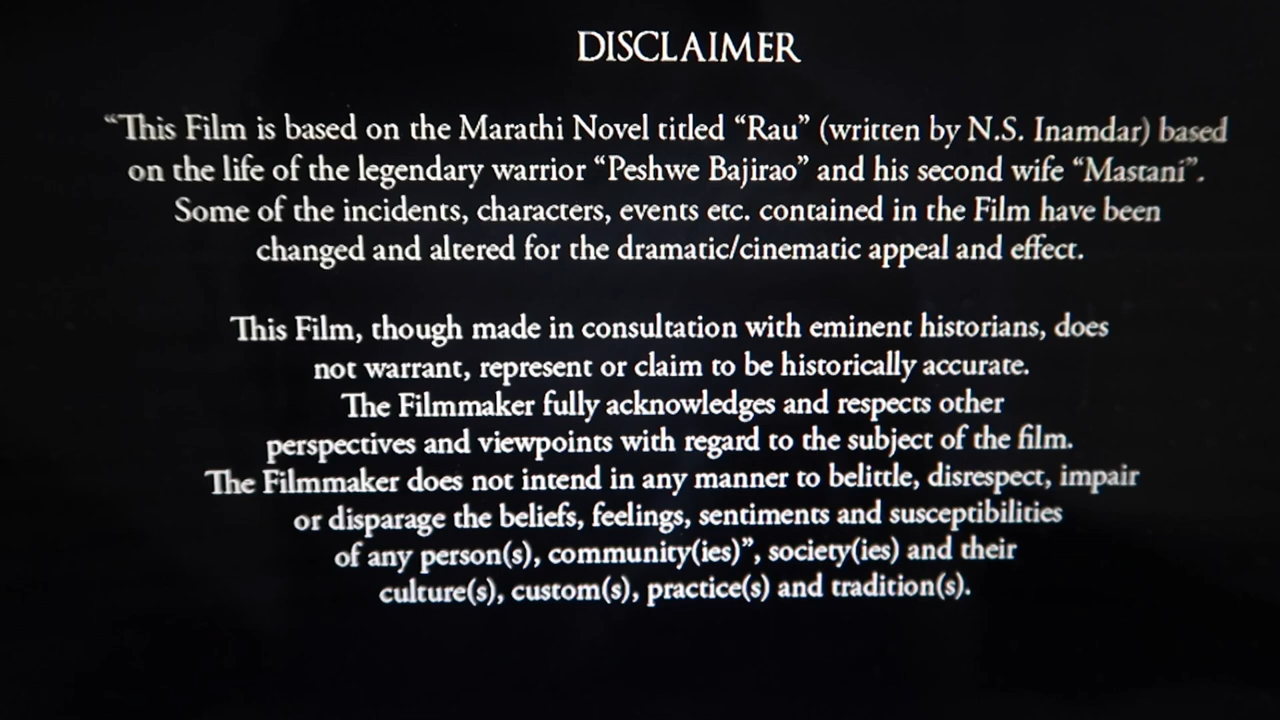 DISCLAIMER
“This Film is based on the Marathi Novel titled “Rau” (written by N.S. Inamdar) based
on the life of the legendary warrior “Peshwe Bajirao” and his second wife “Mastani”.
Some of the incidents, characters, events etc. contained in the Film have been
changed and altered for the dramatic/cinematic appeal and effect.
This Film, though made in consultation with eminent historians, does
not warrant, represent or claim to be historically accurate.
The Filmmaker fully acknowledges and respects other
perspectives and viewpoints with regard to the subject of the film.
The Filmmaker does not intend in any manner to belittle, disrespect, impair
or disparage the beliefs, feelings, sentiments and susceptibilities
of any person(s), community(ies)”, society(ies) and their
culture(s), custom(s), practice(s) and tradition(s).